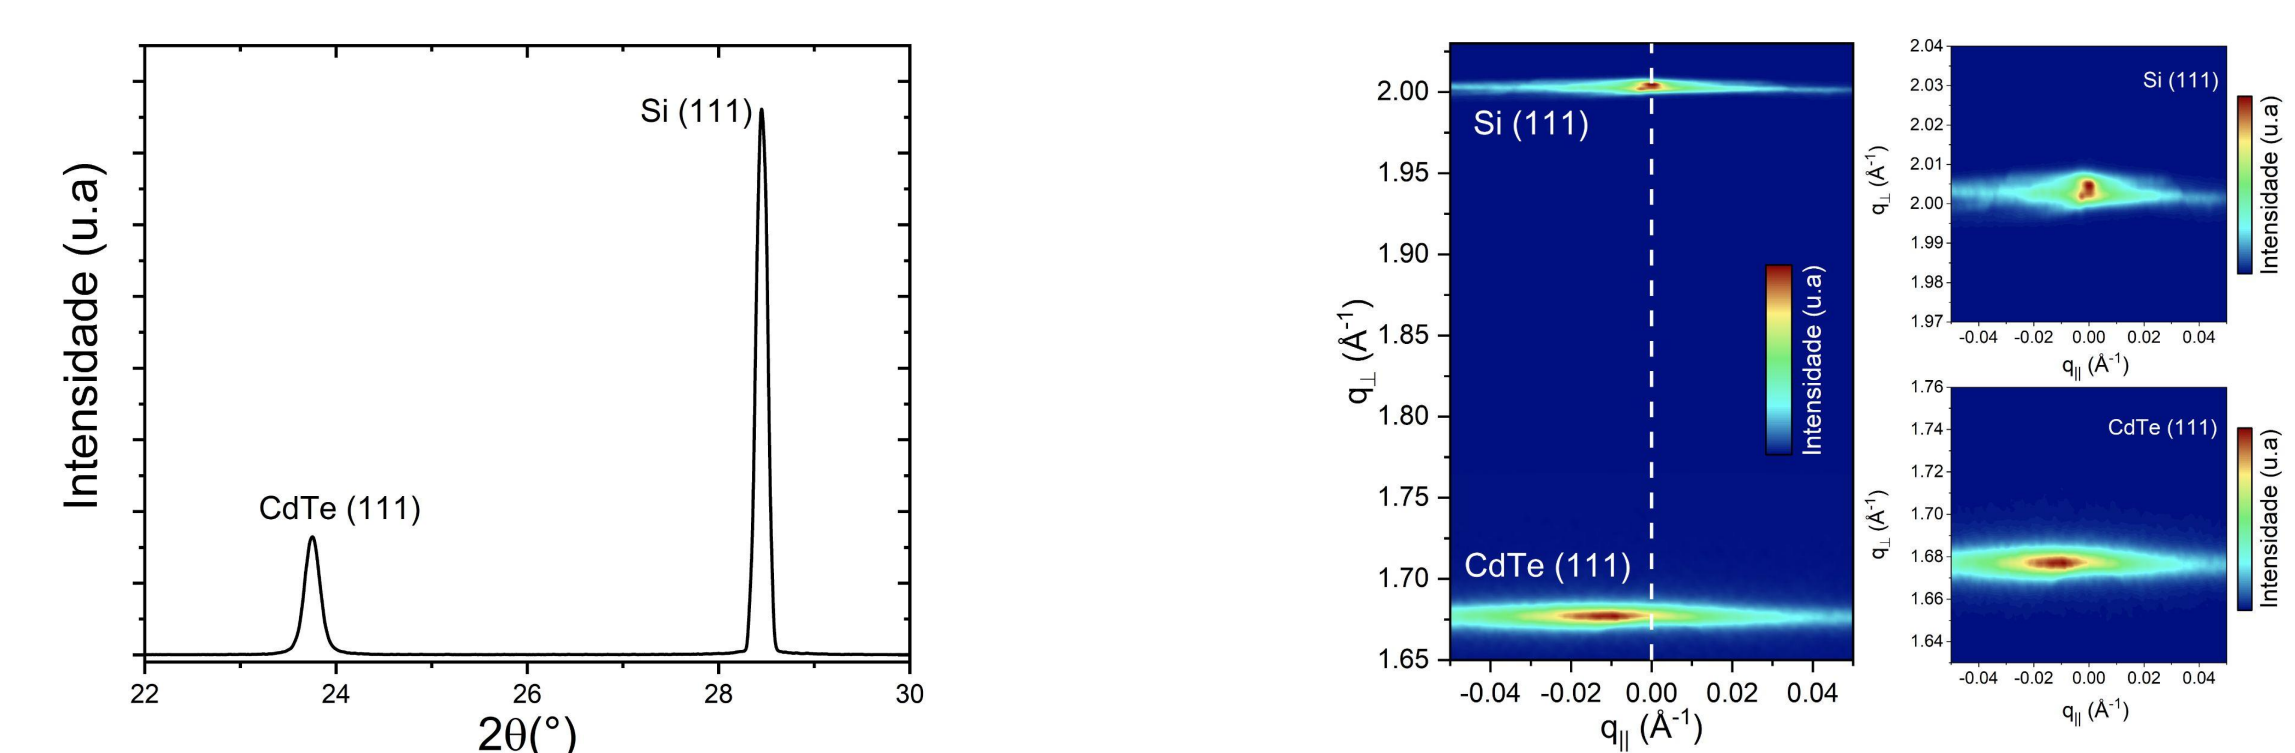 Intensidade (u.a)
Si (111)
CdTe (111)
22 24 26 28 30
2θ(°)
q⊥ (Å-1)
2.00
1.95
1.90
1.85
1.80
1.75
1.70
1.65
Si (111)
CdTe (111)
Intensidade (u.a)
-0.04 -0.02 0.00 0.02 0.04
q|| (Å-1)
q⊥ (Å-1)
2.04
2.03
2.02
2.01
2.00
1.99
1.98
1.97
Si (111)
Intensidade (u.a)
-0.04 -0.02 0.00 0.02 0.04
q|| (Å-1)
q⊥ (Å-1)
1.76
1.74
1.72
1.70
1.68
1.66
1.64
CdTe (111)
Intensidade (u.a)
-0.04 -0.02 0.00 0.02 0.04
q|| (Å-1)